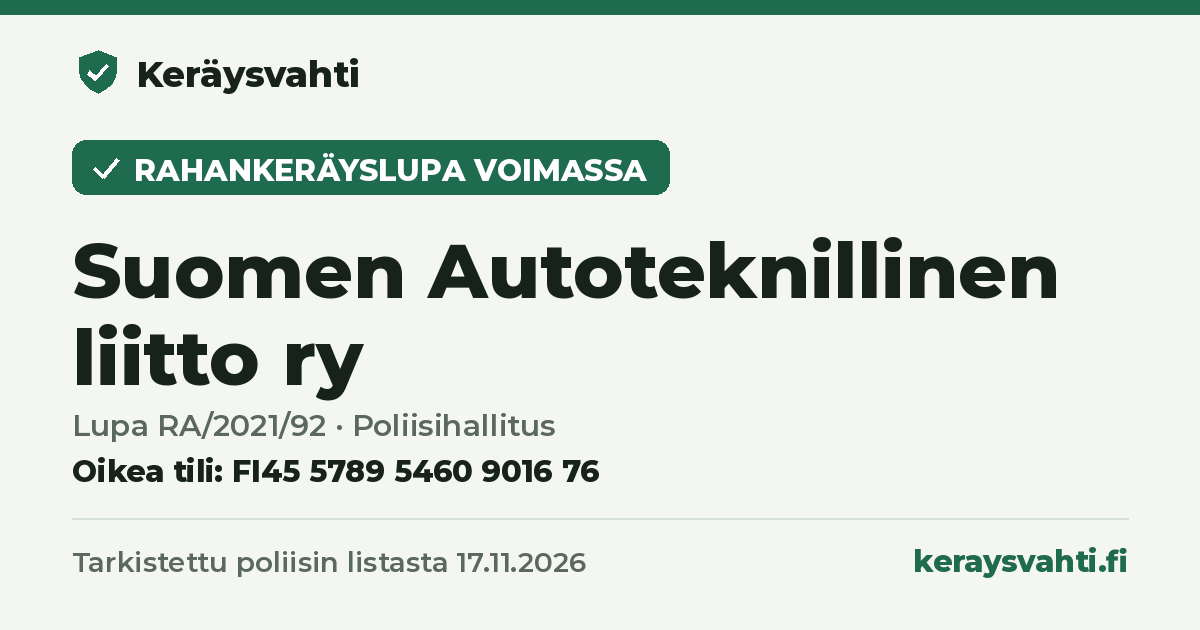 Keräysvahti
RAHANKERÄYSLUPA VOIMASSA
Suomen Autoteknillinen
liitto ry
Lupa RA/2021/92 · Poliisihallitus
Oikea tili: FI45 5789 5460 9016 76
Tarkistettu poliisin listasta 17.11.2026
keraysvahti.fi